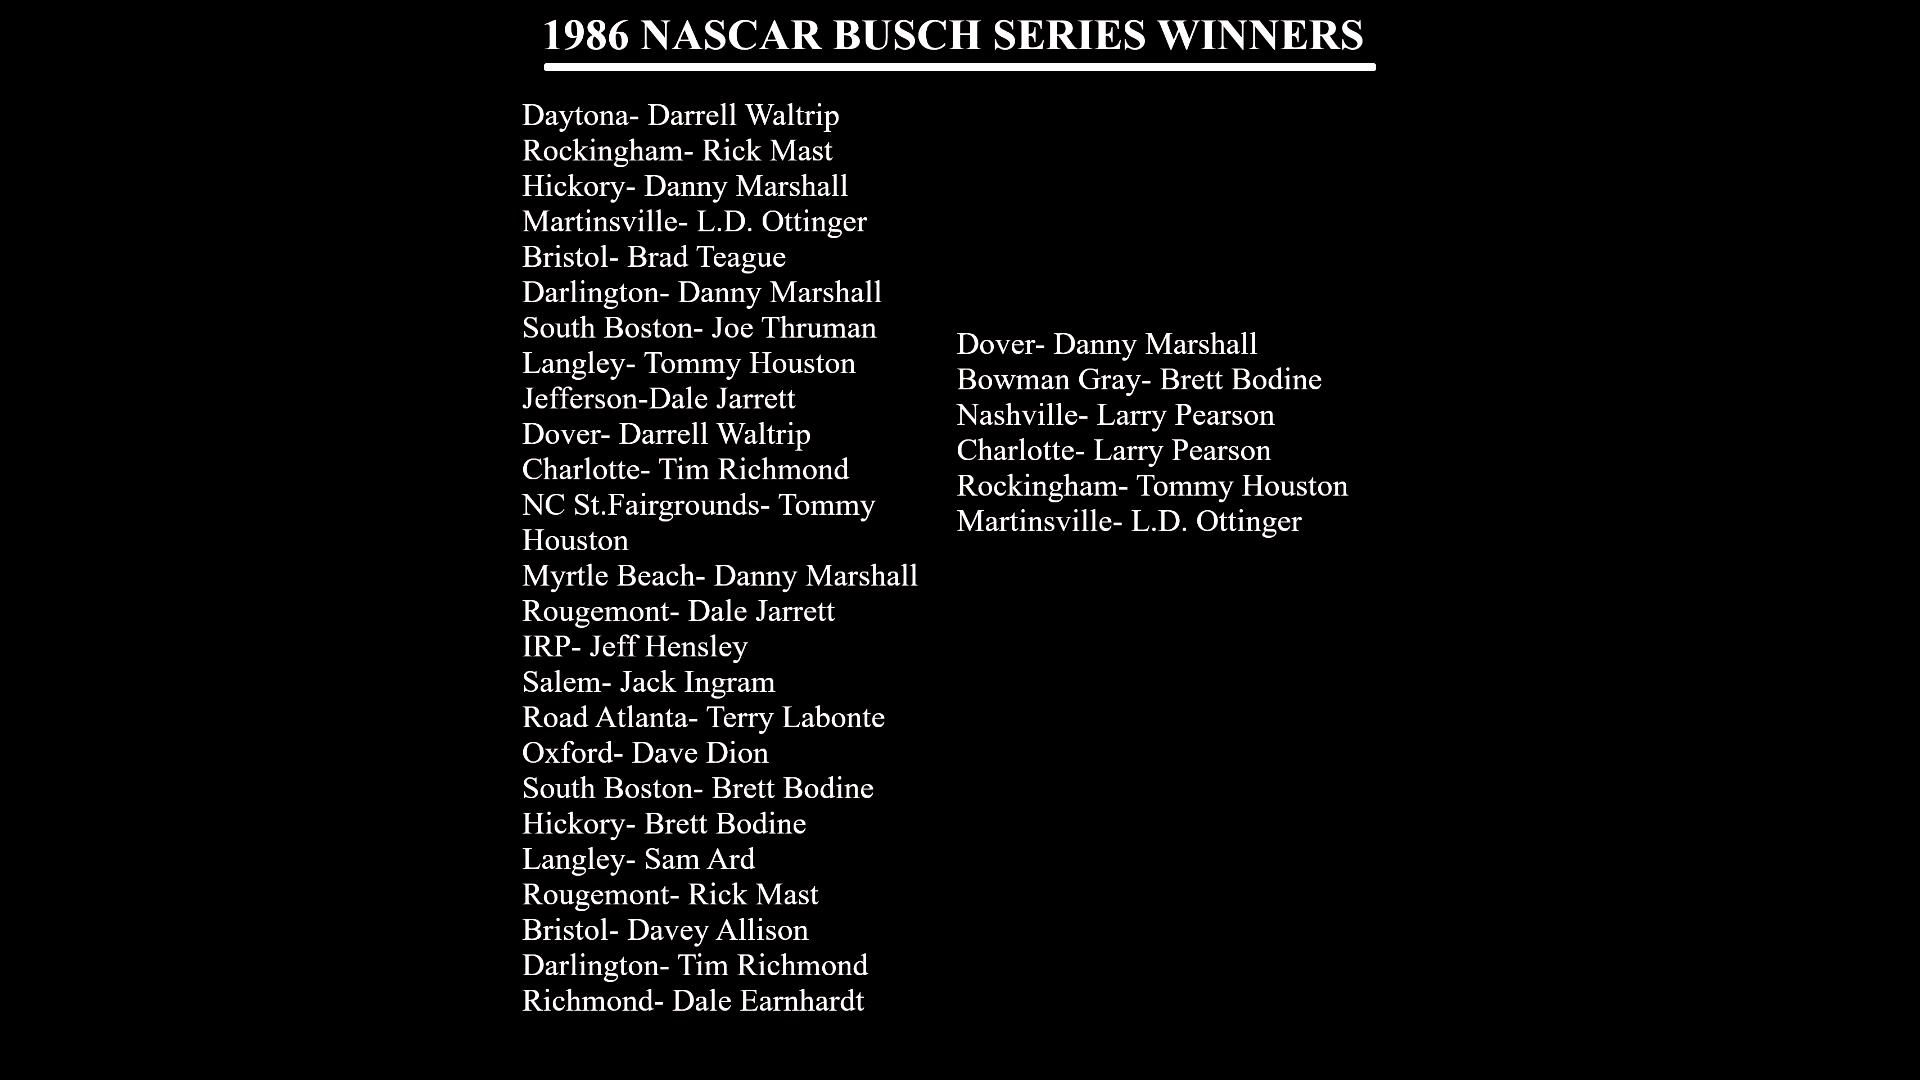 1986 NASCAR BUSCH SERIES WINNERS
Daytona- Darrell Waltrip
Rockingham- Rick Mast
Hickory- Danny Marshall
Martinsville- L.D. Ottinger
Bristol- Brad Teague
Darlington- Danny Marshall
South Boston- Joe Thruman
Langley- Tommy Houston
Jefferson-Dale Jarrett
Dover- Darrell Waltrip
Charlotte- Tim Richmond
NC St.Fairgrounds- Tommy
Houston
Myrtle Beach- Danny Marshall
Rougemont- Dale Jarrett
IRP- Jeff Hensley
Salem- Jack Ingram
Road Atlanta- Terry Labonte
Oxford- Dave Dion
South Boston- Brett Bodine
Hickory- Brett Bodine
Langley- Sam Ard
Rougemont- Rick Mast
Bristol- Davey Allison
Darlington- Tim Richmond
Richmond- Dale Earnhardt
Dover- Danny Marshall
Bowman Gray- Brett Bodine
Nashville- Larry Pearson
Charlotte- Larry Pearson
Rockingham- Tommy Houston
Martinsville- L.D. Ottinger